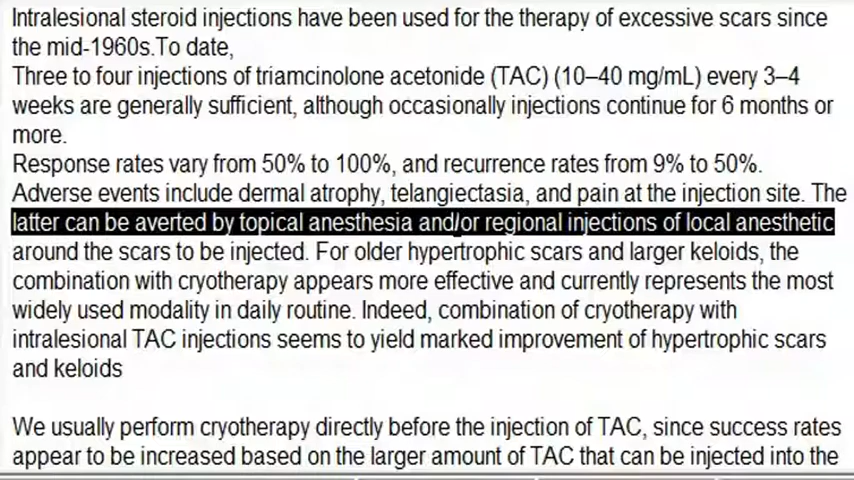 Intralesional steroid injections have been used for the therapy of excessive scars since
the mid-1960s.To date,
Three to four injections of triamcinolone acetonide (TAC) (10–40 mg/mL) every 3–4
weeks are generally sufficient, although occasionally injections continue for 6 months or
more.
Response rates vary from 50% to 100%, and recurrence rates from 9% to 50%.
Adverse events include dermal atrophy, telangiectasia, and pain at the injection site. The
latter can be averted by topical anesthesia and/or regional injections of local anesthetic
around the scars to be injected. For older hypertrophic scars and larger keloids, the
combination with cryotherapy appears more effective and currently represents the most
widely used modality in daily routine. Indeed, combination of cryotherapy with
intralesional TAC injections seems to yield marked improvement of hypertrophic scars
and keloids
We usually perform cryotherapy directly before the injection of TAC, since success rates
appear to be increased based on the larger amount of TAC that can be injected into the